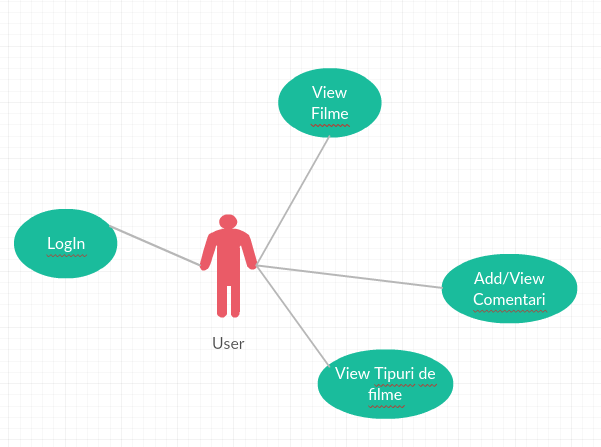 View
Filme
LogIn
Add/View
Comentari
User
View Tipuri de
filme